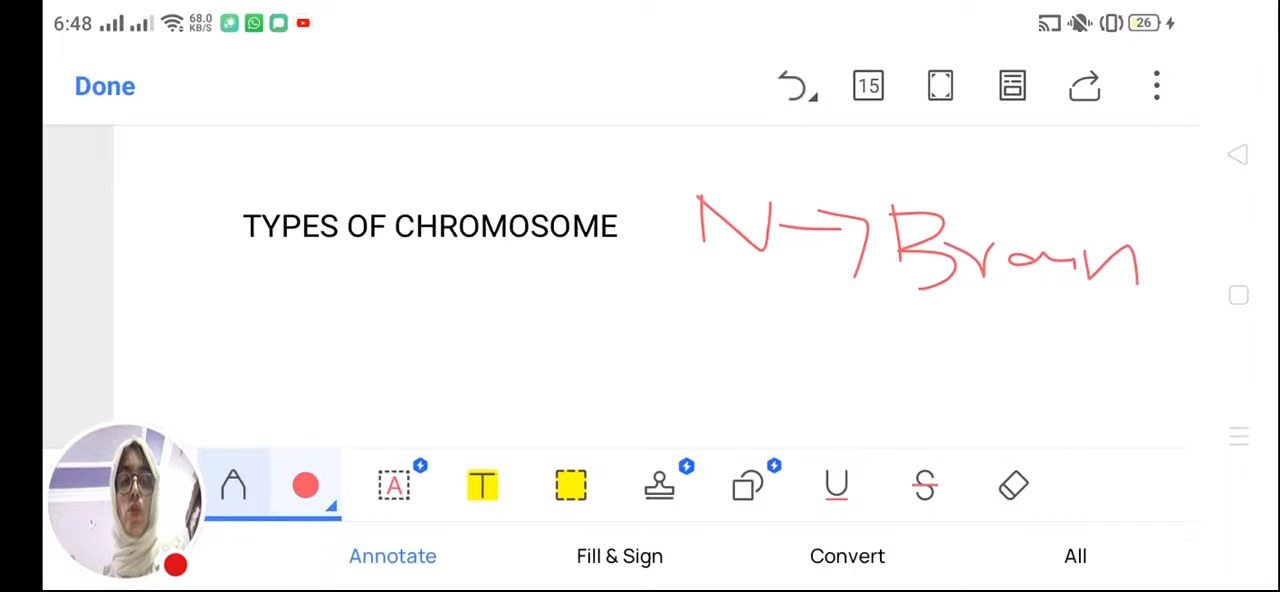 6:48 68.0 KB/S 26
Done 15
TYPES OF CHROMOSOME N → Brain
A T U S
Annotate Fill & Sign Convert All